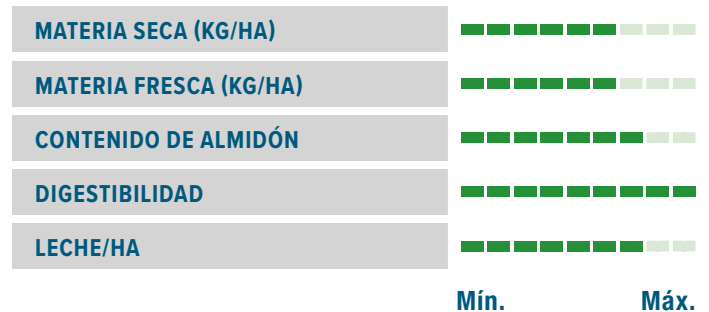 MATERIA SECA (KG/HA)
MATERIA FRESCA (KG/HA)
CONTENIDO DE ALMIDÓN
DIGESTIBILIDAD
LECHE/HA
Mín. Máx.